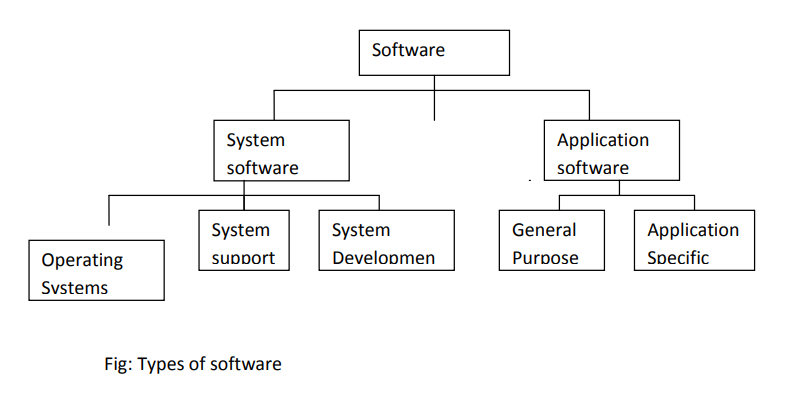 Software
System
software
Application
software
Operating
Systems
System
support
System
Developmen
General
Purpose
Application
Specific
Fig: Types of software